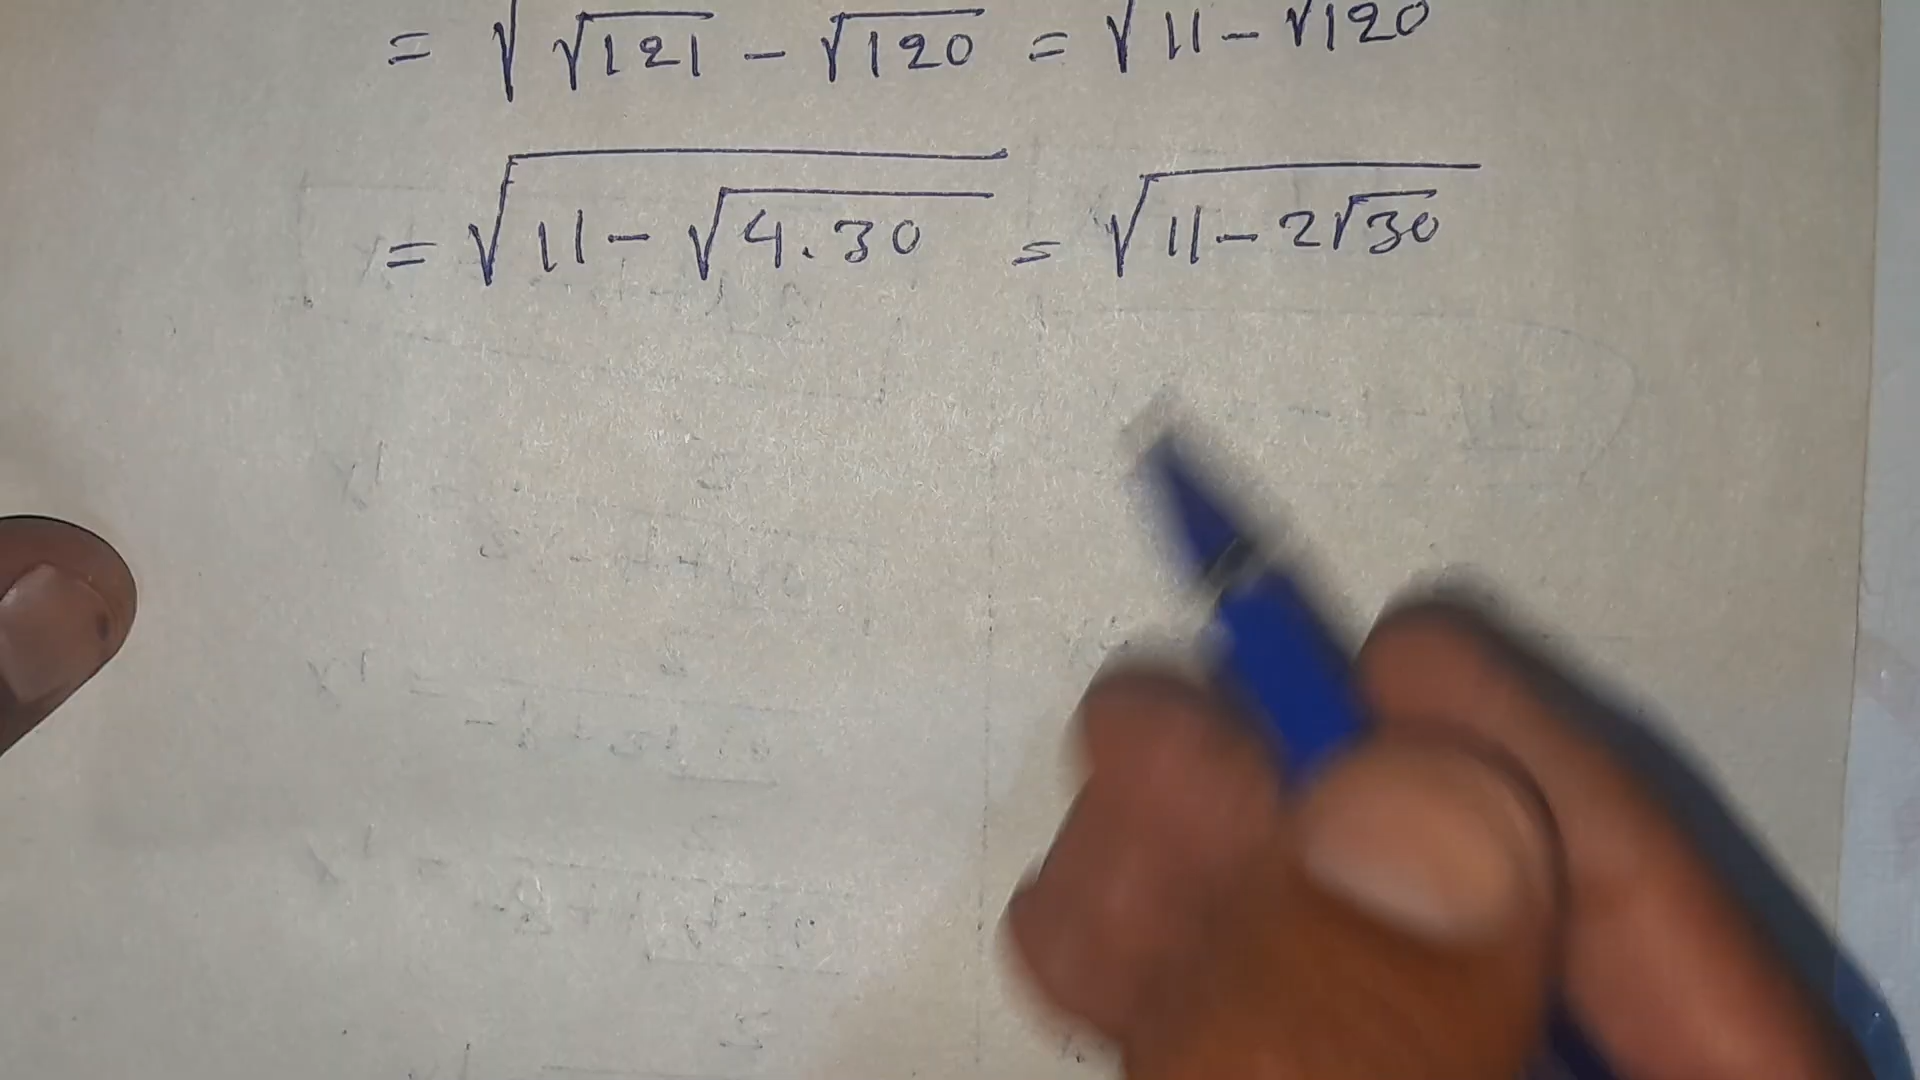 = √√121 - √120 = √11 - √120
= √11 - √4.30 = √11 - 2√30